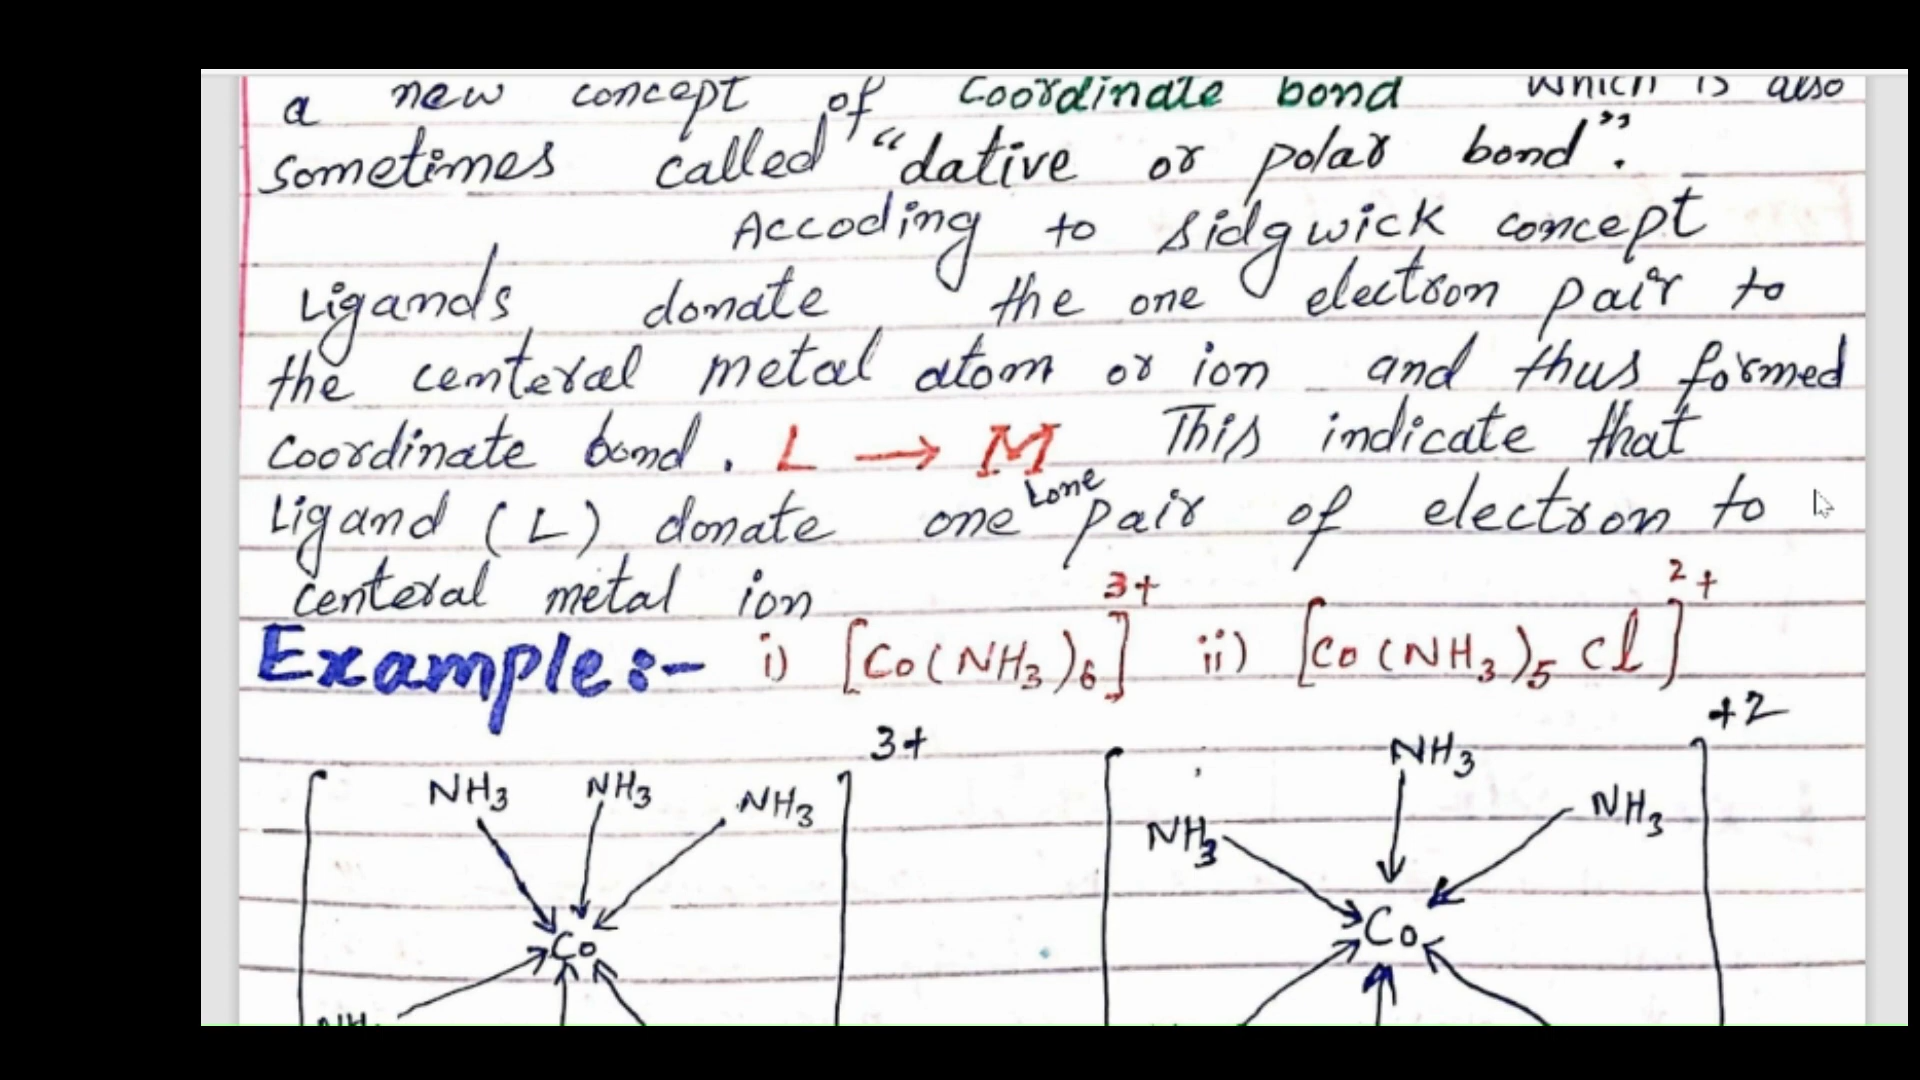 a new concept of Coordinate bond which is also
sometimes called "dative or polar bond".
Accoding to Sidgwick concept
Ligands donate the one electron pair to
the centeral metal atom or ion and thus formed
Coordinate bond. L → M This indicate that
Ligand (L) donate one Lone pair of electron to
centeral metal ion
Example:- i) [Co(NH3)6]3+ ii) [Co(NH3)5 Cl]2+
3+ +2
NH3 NH3 NH3 NH3 NH3 NH3
Co Co
NH